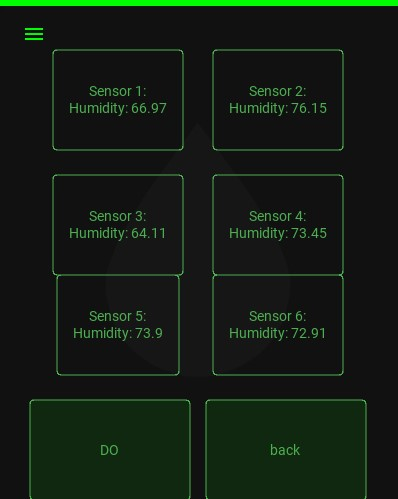 Sensor 1:
Humidity: 66.97
Sensor 2:
Humidity: 76.15
Sensor 3:
Humidity: 64.11
Sensor 4:
Humidity: 73.45
Sensor 5:
Humidity: 73.9
Sensor 6:
Humidity: 72.91
DO
back